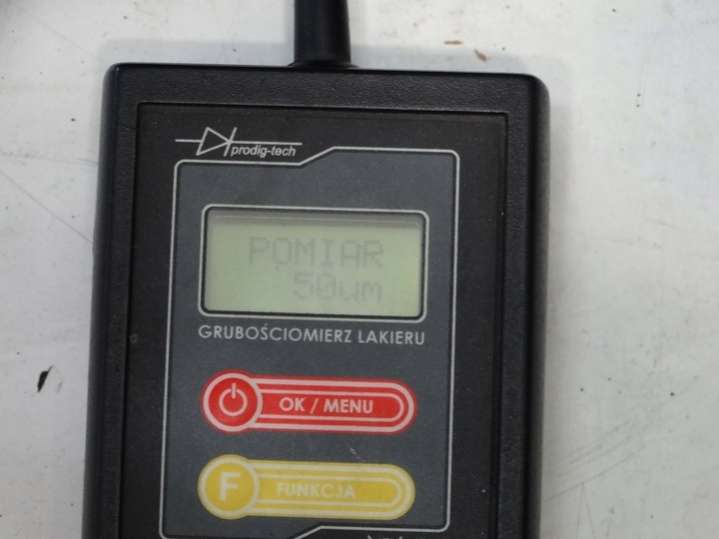 prodig-tech
POMIAR
50um
GRUBOŚCIOMIERZ LAKIERU
OK / MENU
F FUNKCJA